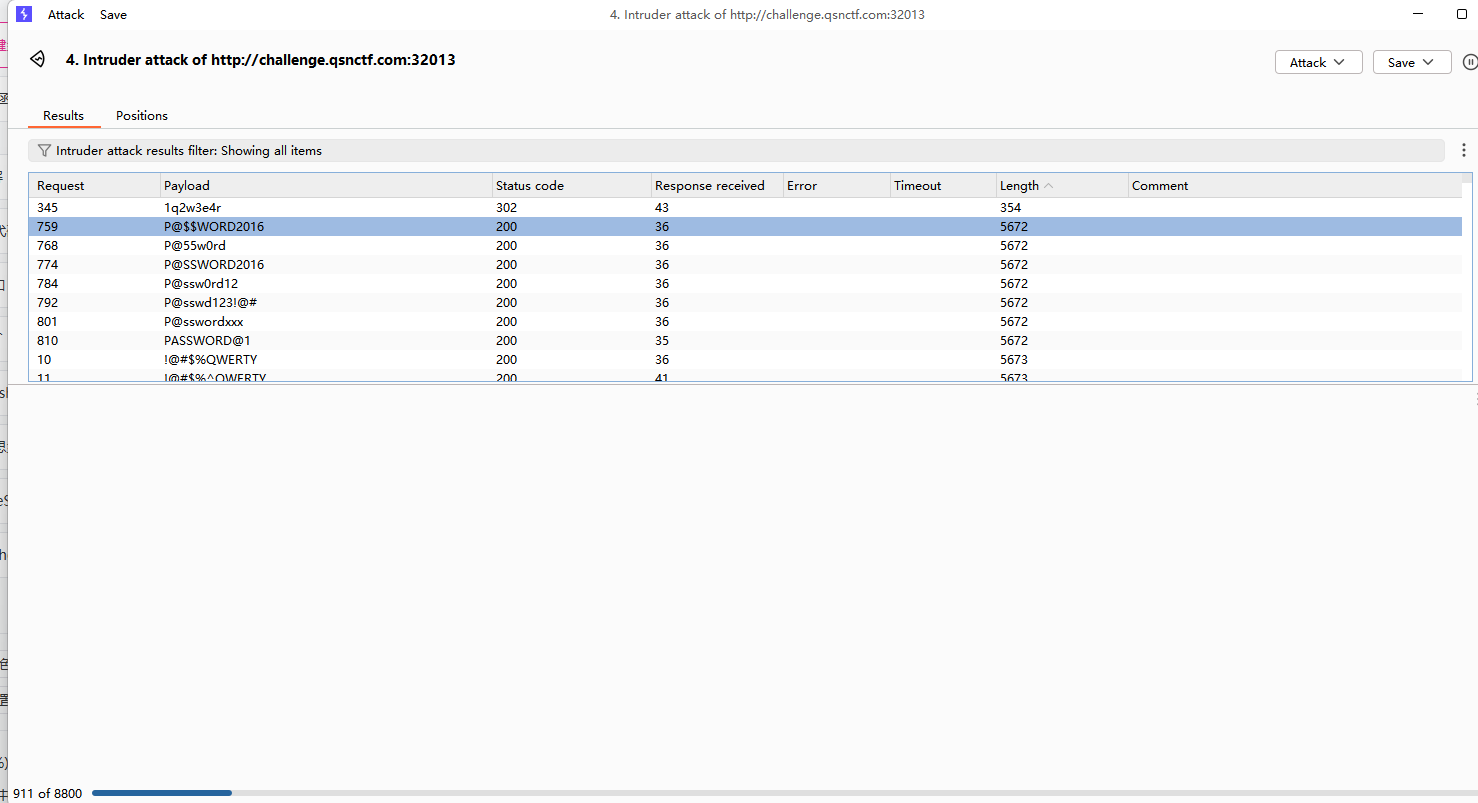 Attack Save 4. Intruder attack of http://challenge.qsnctf.com:32013
4. Intruder attack of http://challenge.qsnctf.com:32013 Attack Save
Results Positions
Intruder attack results filter: Showing all items
Request Payload Status code Response received Error Timeout Length Comment
345 1q2w3e4r 302 43 354
759 P@$$WORD2016 200 36 5672
768 P@55w0rd 200 36 5672
774 P@SSWORD2016 200 36 5672
784 P@ssw0rd12 200 36 5672
792 P@sswd123!@# 200 36 5672
801 P@sswordxxx 200 36 5672
810 PASSWORD@1 200 35 5672
10 !@#$%QWERTY 200 36 5673
11 !@#$%^QWERTY 200 41 5673
911 of 8800